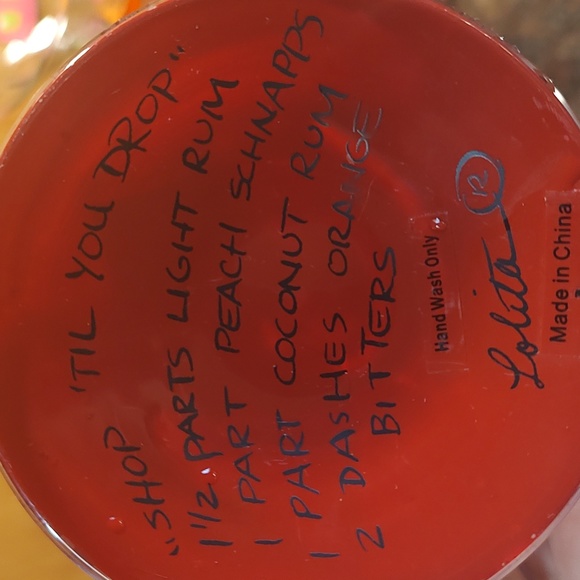 "SHOP 'TIL YOU DROP"
1 1/2 PARTS LIGHT RUM
1 PART PEACH SCHNAPPS
1 PART COCONUT RUM
2 DASHES ORANGE
BITTERS
Hand Wash Only
Lolita R
Made in China